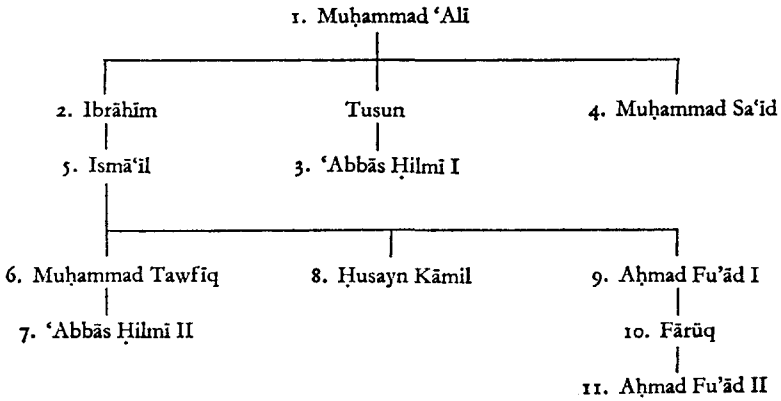 1. Muḥammad ‘Alī
2. Ibrāhīm Tusun 4. Muḥammad Sa‘īd
5. Ismā‘īl 3. ‘Abbās Ḥilmī I
6. Muḥammad Tawfīq 8. Ḥusayn Kāmil 9. Aḥmad Fu’ād I
7. ‘Abbās Ḥilmī II 10. Fārūq
11. Aḥmad Fu’ād II